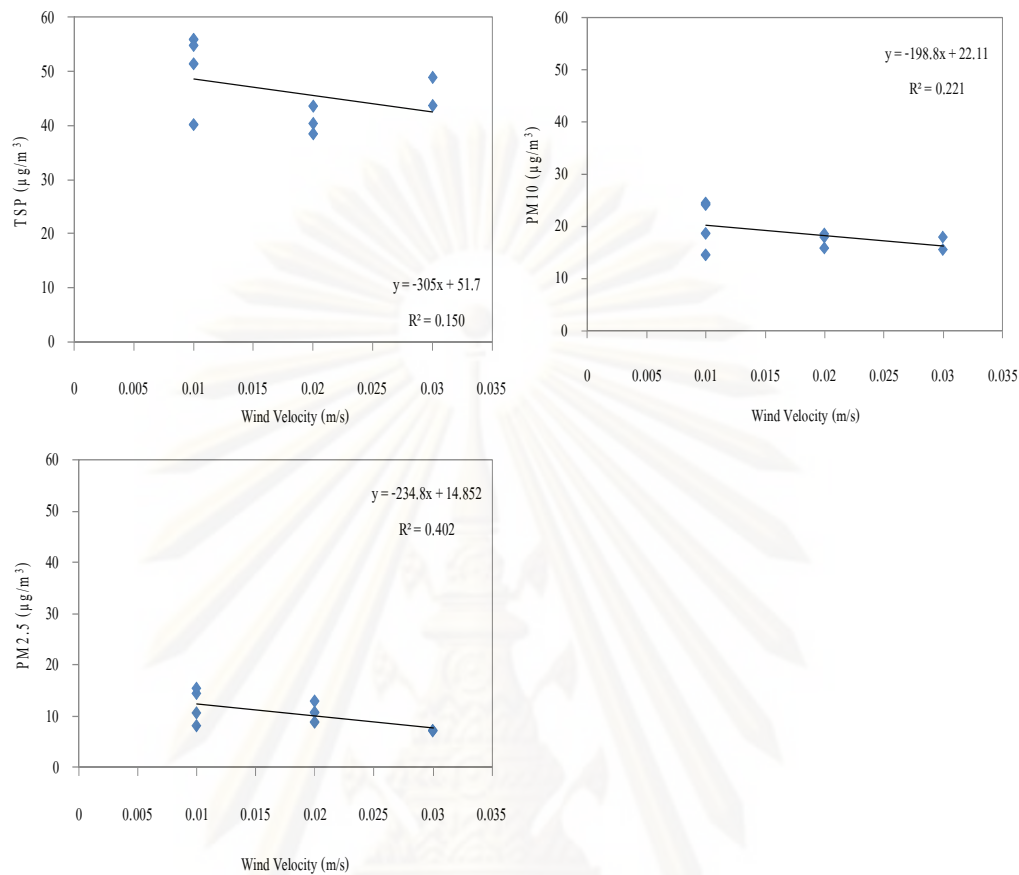 60
50
40
30
20
10
0
TSP (µg/m³)
y = -305x + 51.7
R² = 0.150
0 0.005 0.01 0.015 0.02 0.025 0.03 0.035
Wind Velocity (m/s)
60
50
40
30
20
10
0
PM10 (µg/m³)
y = -198.8x + 22.11
R² = 0.221
0 0.005 0.01 0.015 0.02 0.025 0.03 0.035
Wind Velocity (m/s)
60
50
40
30
20
10
0
PM2.5 (µg/m³)
y = -234.8x + 14.852
R² = 0.402
0 0.005 0.01 0.015 0.02 0.025 0.03 0.035
Wind Velocity (m/s)